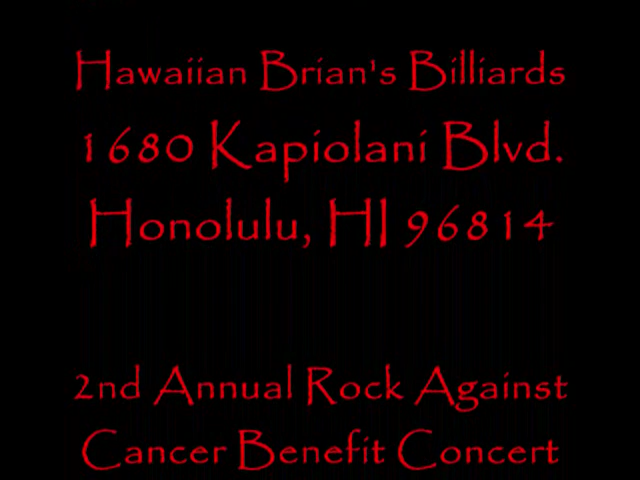 Hawaiian Brian's Billiards
1680 Kapiolani Blvd.
Honolulu, HI 96814
2nd Annual Rock Against
Cancer Benefit Concert